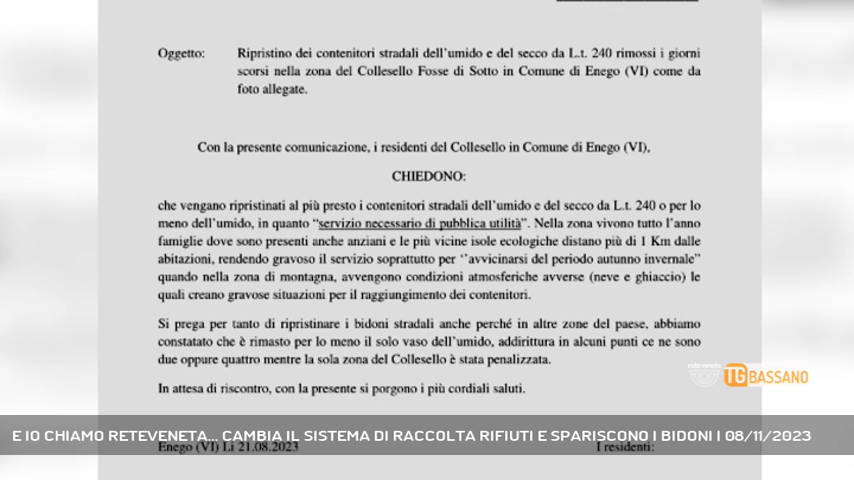 Oggetto: Ripristino dei contenitori stradali dell'umido e del secco da L.t. 240 rimossi i giorni
scorsi nella zona del Collesello Fosse di Sotto in Comune di Enego (VI) come da
foto allegate.
Con la presente comunicazione, i residenti del Collesello in Comune di Enego (VI),
CHIEDONO:
che vengano ripristinati al più presto i contenitori stradali dell'umido e del secco da L.t. 240 o per lo
meno dell'umido, in quanto "servizio necessario di pubblica utilità". Nella zona vivono tutto l'anno
famiglie dove sono presenti anche anziani e le più vicine isole ecologiche distano più di 1 Km dalle
abitazioni, rendendo gravoso il servizio soprattutto per ‘’avvicinarsi del periodo autunno invernale"
quando nella zona di montagna, avvengono condizioni atmosferiche avverse (neve e ghiaccio) le
quali creano gravose situazioni per il raggiungimento dei contenitori.
Si prega per tanto di ripristinare i bidoni stradali anche perché in altre zone del paese, abbiamo
constatato che è rimasto per lo meno il solo vaso dell'umido, addirittura in alcuni punti ce ne sono
due oppure quattro mentre la sola zona del Collesello è stata penalizzata.
In attesa di riscontro, con la presente si porgono i più cordiali saluti.
reteveneta
TG BASSANO
E IO CHIAMO RETEVENETA... CAMBIA IL SISTEMA DI RACCOLTA RIFIUTI E SPARISCONO I BIDONI | 08/11/2023
Enego (VI) Li 21.08.2023 I residenti: